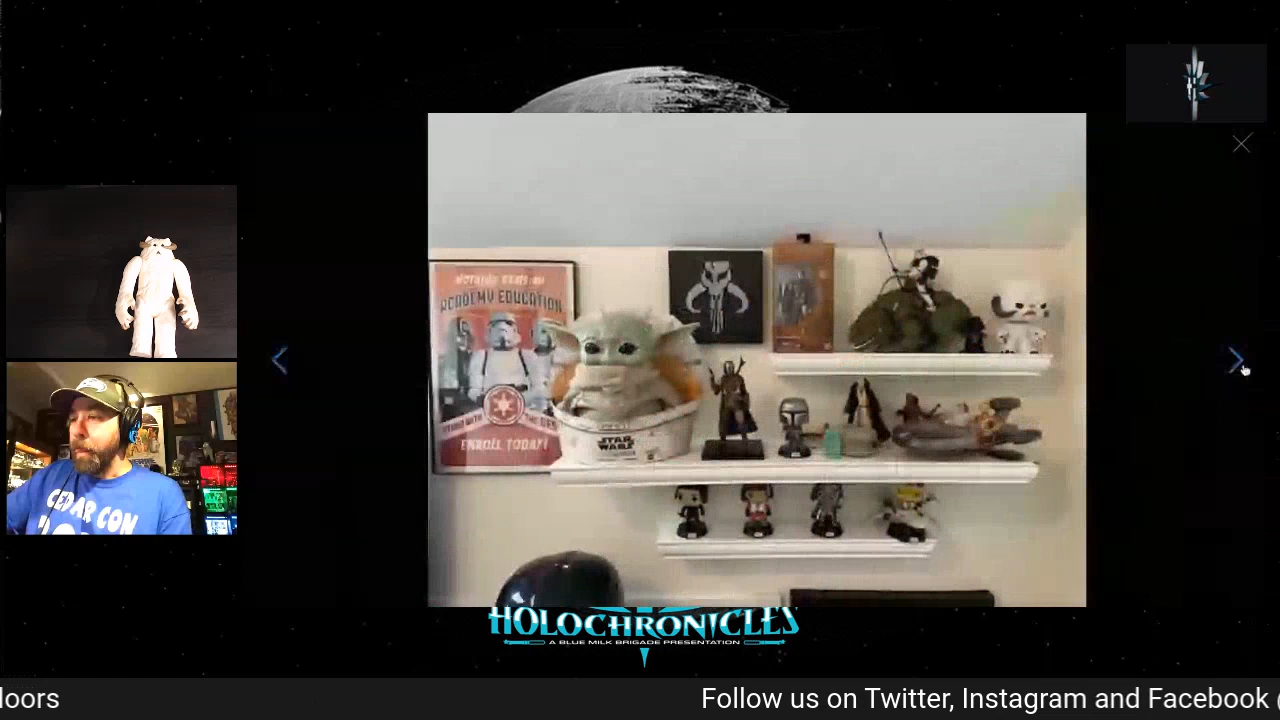 ACADEMY EDUCATION
ENROLL TODAY!
STAR
WARS
CEDAR CON
HOLOCHRONICLES
A BLUE MILK BRIGADE PRESENTATION
loors
Follow us on Twitter, Instagram and Facebook (